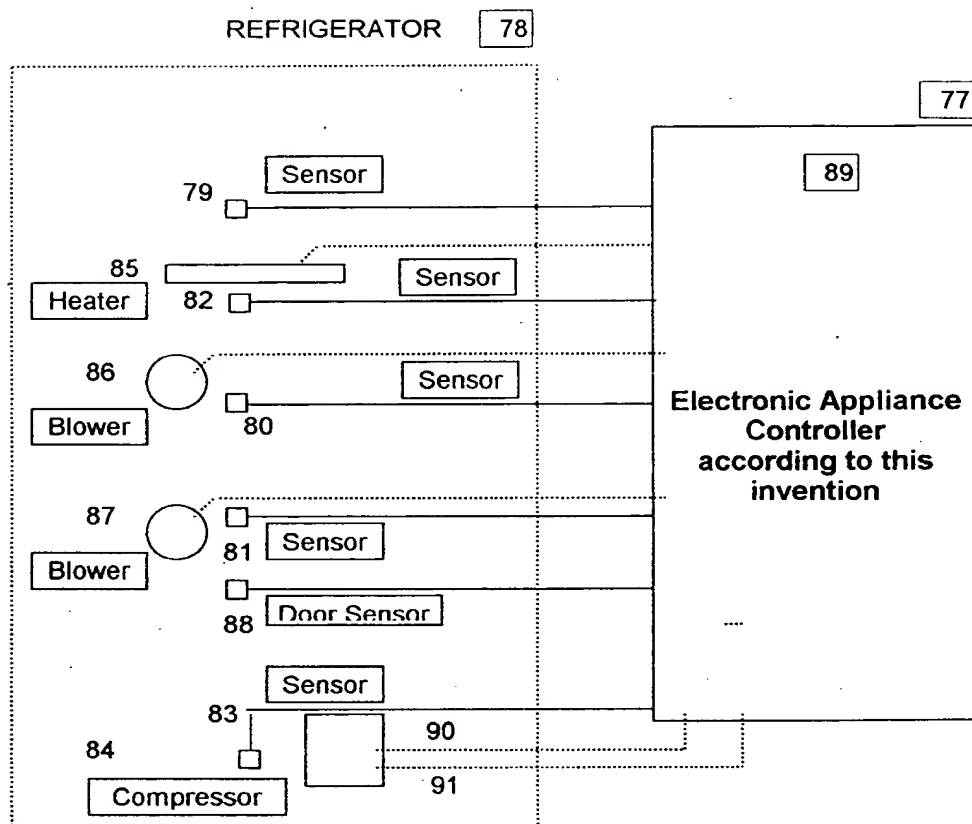 REFRIGERATOR 78
77
Sensor
89
79
85
Sensor
Heater 82
86
Sensor
Electronic Appliance
Controller
according to this
invention
Blower 80
87
Sensor
81
Blower
Door Sensor
88
Sensor
83
90
84
91
Compressor